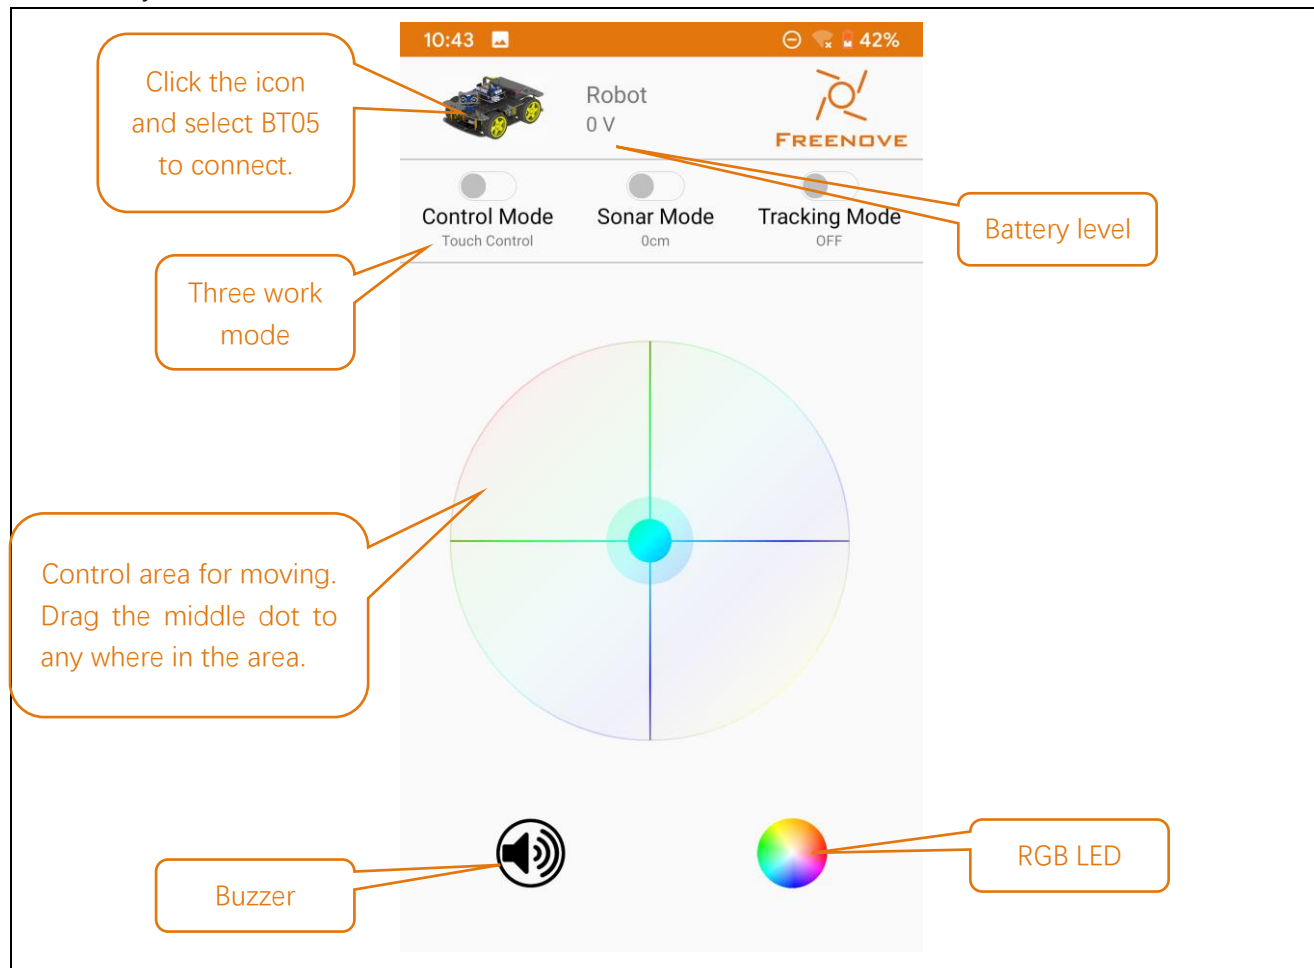 10:43
42%
Click the icon
and select BT05
to connect.
Robot
0 V
FREENOVE
Control Mode
Touch Control
Sonar Mode
0cm
Tracking Mode
OFF
Battery level
Three work
mode
Control area for moving.
Drag the middle dot to
any where in the area.
Buzzer
RGB LED